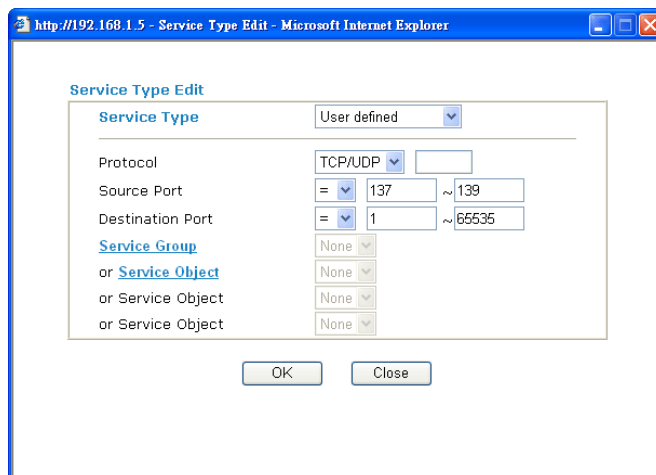 http://192.168.1.5 - Service Type Edit - Microsoft Internet Explorer
Service Type Edit
Service Type User defined
Protocol TCP/UDP
Source Port = 137 ~ 139
Destination Port = 1 ~ 65535
Service Group None
or Service Object None
or Service Object None
or Service Object None
OK Close